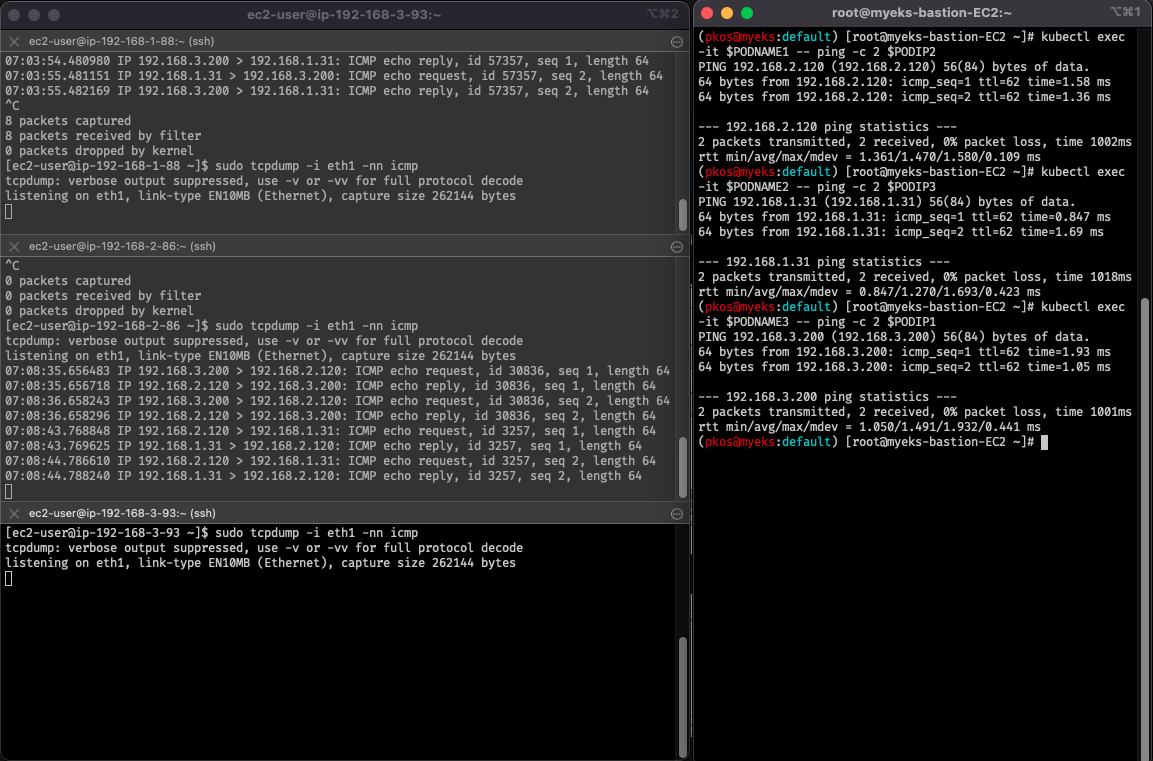 ec2-user@ip-192-168-3-93:~
⌥⌘2
ec2-user@ip-192-168-1-88:~ (ssh)
07:03:54.480980 IP 192.168.3.200 > 192.168.1.31: ICMP echo reply, id 57357, seq 1, length 64
07:03:55.481151 IP 192.168.1.31 > 192.168.3.200: ICMP echo request, id 57357, seq 2, length 64
07:03:55.482169 IP 192.168.3.200 > 192.168.1.31: ICMP echo reply, id 57357, seq 2, length 64
^C
8 packets captured
8 packets received by filter
0 packets dropped by kernel
[ec2-user@ip-192-168-1-88 ~]$ sudo tcpdump -i eth1 -nn icmp
tcpdump: verbose output suppressed, use -v or -vv for full protocol decode
listening on eth1, link-type EN10MB (Ethernet), capture size 262144 bytes
ec2-user@ip-192-168-2-86:~ (ssh)
^C
0 packets captured
0 packets received by filter
0 packets dropped by kernel
[ec2-user@ip-192-168-2-86 ~]$ sudo tcpdump -i eth1 -nn icmp
tcpdump: verbose output suppressed, use -v or -vv for full protocol decode
listening on eth1, link-type EN10MB (Ethernet), capture size 262144 bytes
07:08:35.656483 IP 192.168.3.200 > 192.168.2.120: ICMP echo request, id 30836, seq 1, length 64
07:08:35.656718 IP 192.168.2.120 > 192.168.3.200: ICMP echo reply, id 30836, seq 1, length 64
07:08:36.658243 IP 192.168.3.200 > 192.168.2.120: ICMP echo request, id 30836, seq 2, length 64
07:08:36.658296 IP 192.168.2.120 > 192.168.3.200: ICMP echo reply, id 30836, seq 2, length 64
07:08:43.768848 IP 192.168.2.120 > 192.168.1.31: ICMP echo request, id 3257, seq 1, length 64
07:08:43.769625 IP 192.168.1.31 > 192.168.2.120: ICMP echo reply, id 3257, seq 1, length 64
07:08:44.786610 IP 192.168.2.120 > 192.168.1.31: ICMP echo request, id 3257, seq 2, length 64
07:08:44.788240 IP 192.168.1.31 > 192.168.2.120: ICMP echo reply, id 3257, seq 2, length 64
ec2-user@ip-192-168-3-93:~ (ssh)
[ec2-user@ip-192-168-3-93 ~]$ sudo tcpdump -i eth1 -nn icmp
tcpdump: verbose output suppressed, use -v or -vv for full protocol decode
listening on eth1, link-type EN10MB (Ethernet), capture size 262144 bytes
root@myeks-bastion-EC2:~
⌥⌘1
(pkos@myeks:default) [root@myeks-bastion-EC2 ~]# kubectl exec
-it $PODNAME1 -- ping -c 2 $PODIP2
PING 192.168.2.120 (192.168.2.120) 56(84) bytes of data.
64 bytes from 192.168.2.120: icmp_seq=1 ttl=62 time=1.58 ms
64 bytes from 192.168.2.120: icmp_seq=2 ttl=62 time=1.36 ms
--- 192.168.2.120 ping statistics ---
2 packets transmitted, 2 received, 0% packet loss, time 1002ms
rtt min/avg/max/mdev = 1.361/1.470/1.580/0.109 ms
(pkos@myeks:default) [root@myeks-bastion-EC2 ~]# kubectl exec
-it $PODNAME2 -- ping -c 2 $PODIP3
PING 192.168.1.31 (192.168.1.31) 56(84) bytes of data.
64 bytes from 192.168.1.31: icmp_seq=1 ttl=62 time=0.847 ms
64 bytes from 192.168.1.31: icmp_seq=2 ttl=62 time=1.69 ms
--- 192.168.1.31 ping statistics ---
2 packets transmitted, 2 received, 0% packet loss, time 1018ms
rtt min/avg/max/mdev = 0.847/1.270/1.693/0.423 ms
(pkos@myeks:default) [root@myeks-bastion-EC2 ~]# kubectl exec
-it $PODNAME3 -- ping -c 2 $PODIP1
PING 192.168.3.200 (192.168.3.200) 56(84) bytes of data.
64 bytes from 192.168.3.200: icmp_seq=1 ttl=62 time=1.93 ms
64 bytes from 192.168.3.200: icmp_seq=2 ttl=62 time=1.05 ms
--- 192.168.3.200 ping statistics ---
2 packets transmitted, 2 received, 0% packet loss, time 1001ms
rtt min/avg/max/mdev = 1.050/1.491/1.932/0.441 ms
(pkos@myeks:default) [root@myeks-bastion-EC2 ~]#